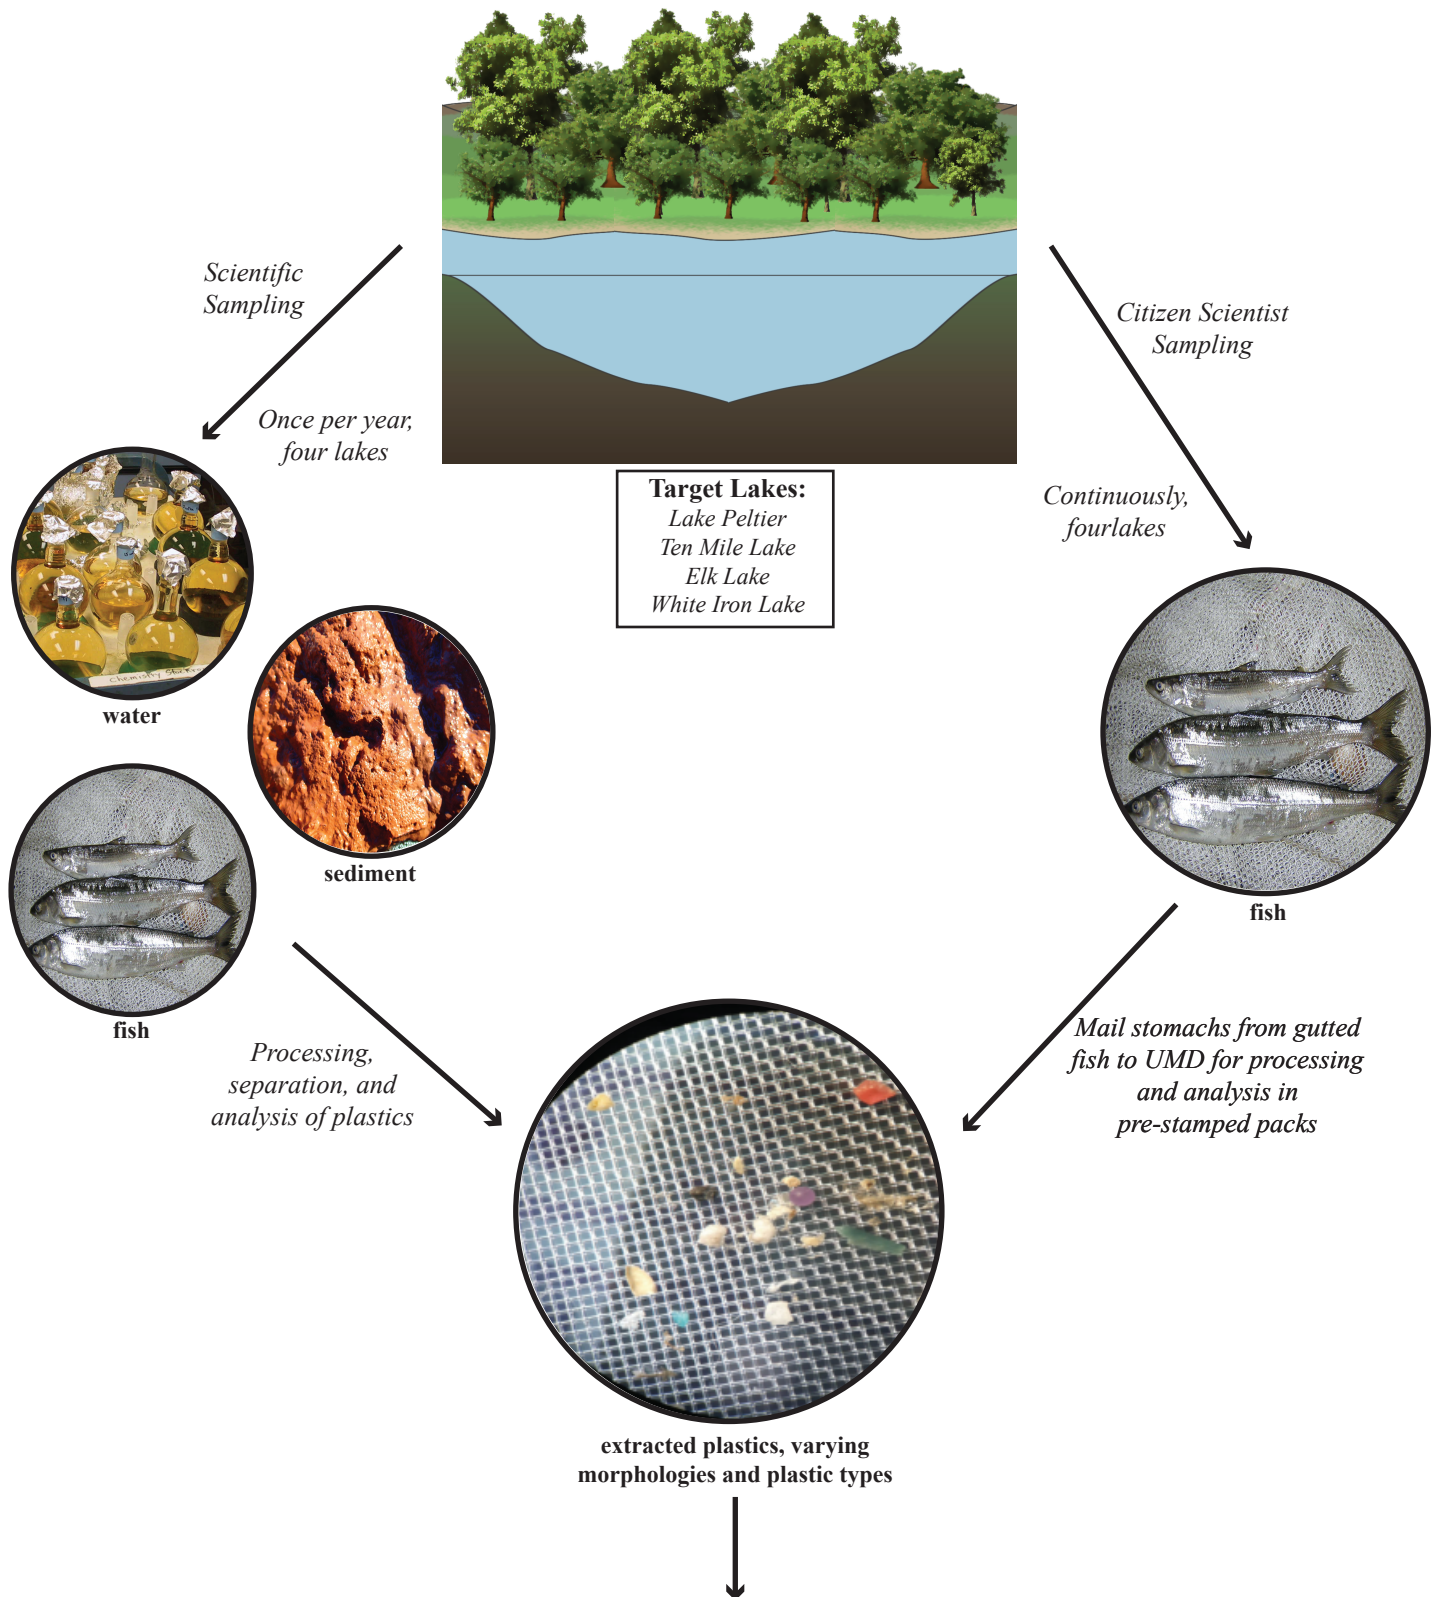 Scientific
Sampling
Once per year,
four lakes
Citizen Scientist
Sampling
Continuously,
fourlakes
Target Lakes:
Lake Peltier
Ten Mile Lake
Elk Lake
White Iron Lake
Chemistry
water
sediment
fish
fish
Processing,
separation, and
analysis of plastics
Mail stomachs from gutted
fish to UMD for processing
and analysis in
pre-stamped packs
extracted plastics, varying
morphologies and plastic types